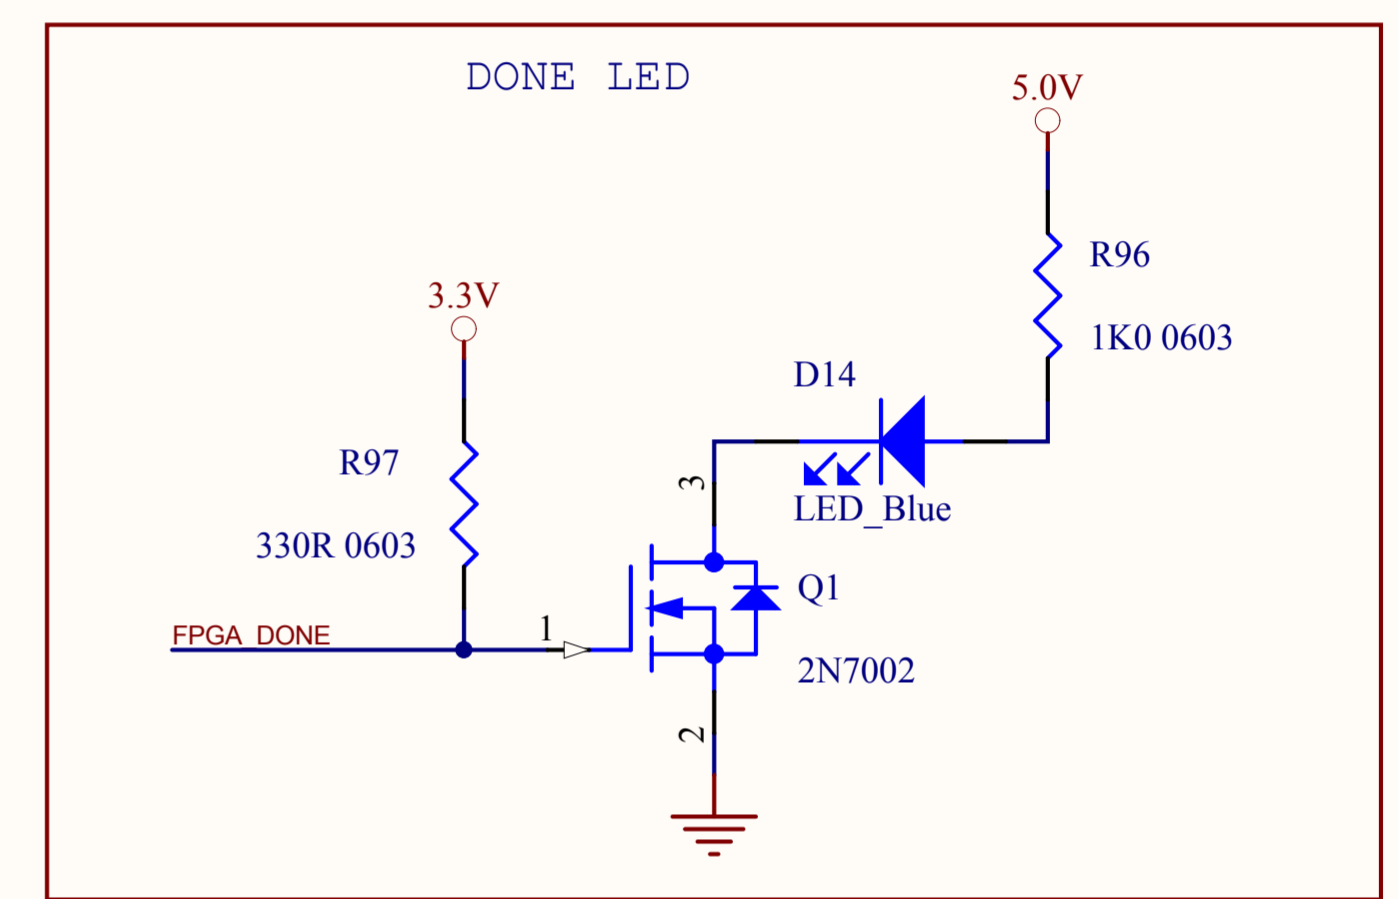 DONE LED
5.0V
R96
1K0 0603
3.3V
R97
330R 0603
D14
LED_Blue
3
FPGA_DONE
1
Q1
2N7002
2